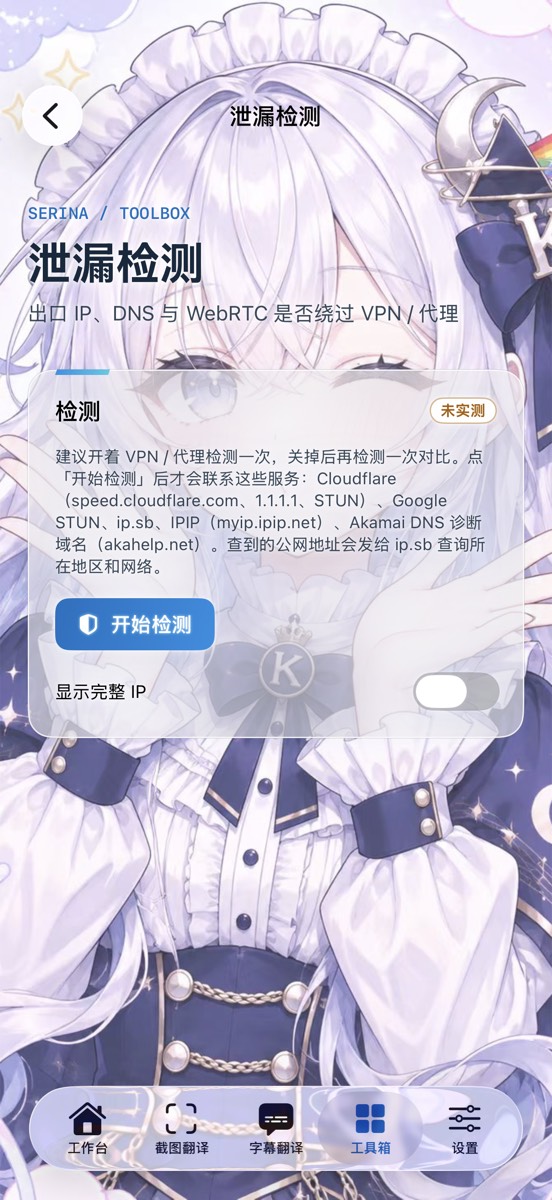 泄漏检测
K
SERINA / TOOLBOX
泄漏检测
出口 IP、DNS 与 WebRTC 是否绕过 VPN / 代理
检测
未实测
建议开着 VPN / 代理检测一次，关掉后再检测一次对比。点
「开始检测」后才会联系这些服务：Cloudflare
（speed.cloudflare.com、1.1.1.1、STUN）、Google
STUN、ip.sb、IPIP（myip.ipip.net）、Akamai DNS 诊断
域名（akahelp.net）。查到的公网地址会发给 ip.sb 查询所
在地区和网络。
开始检测
K
显示完整 IP
工作台
截图翻译
字幕翻译
工具箱
设置